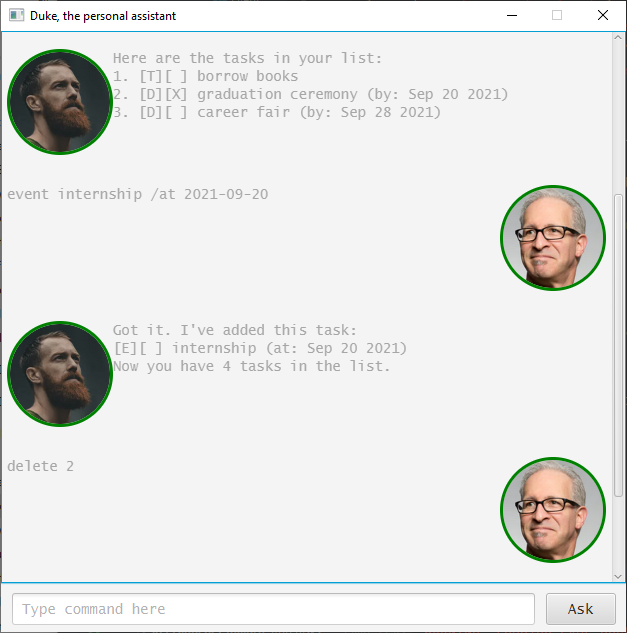 Duke, the personal assistant
Here are the tasks in your list:
1. [T][ ] borrow books
2. [D][X] graduation ceremony (by: Sep 20 2021)
3. [D][ ] career fair (by: Sep 28 2021)
event internship /at 2021-09-20
Got it. I've added this task:
[E][ ] internship (at: Sep 20 2021)
Now you have 4 tasks in the list.
delete 2
Type command here
Ask